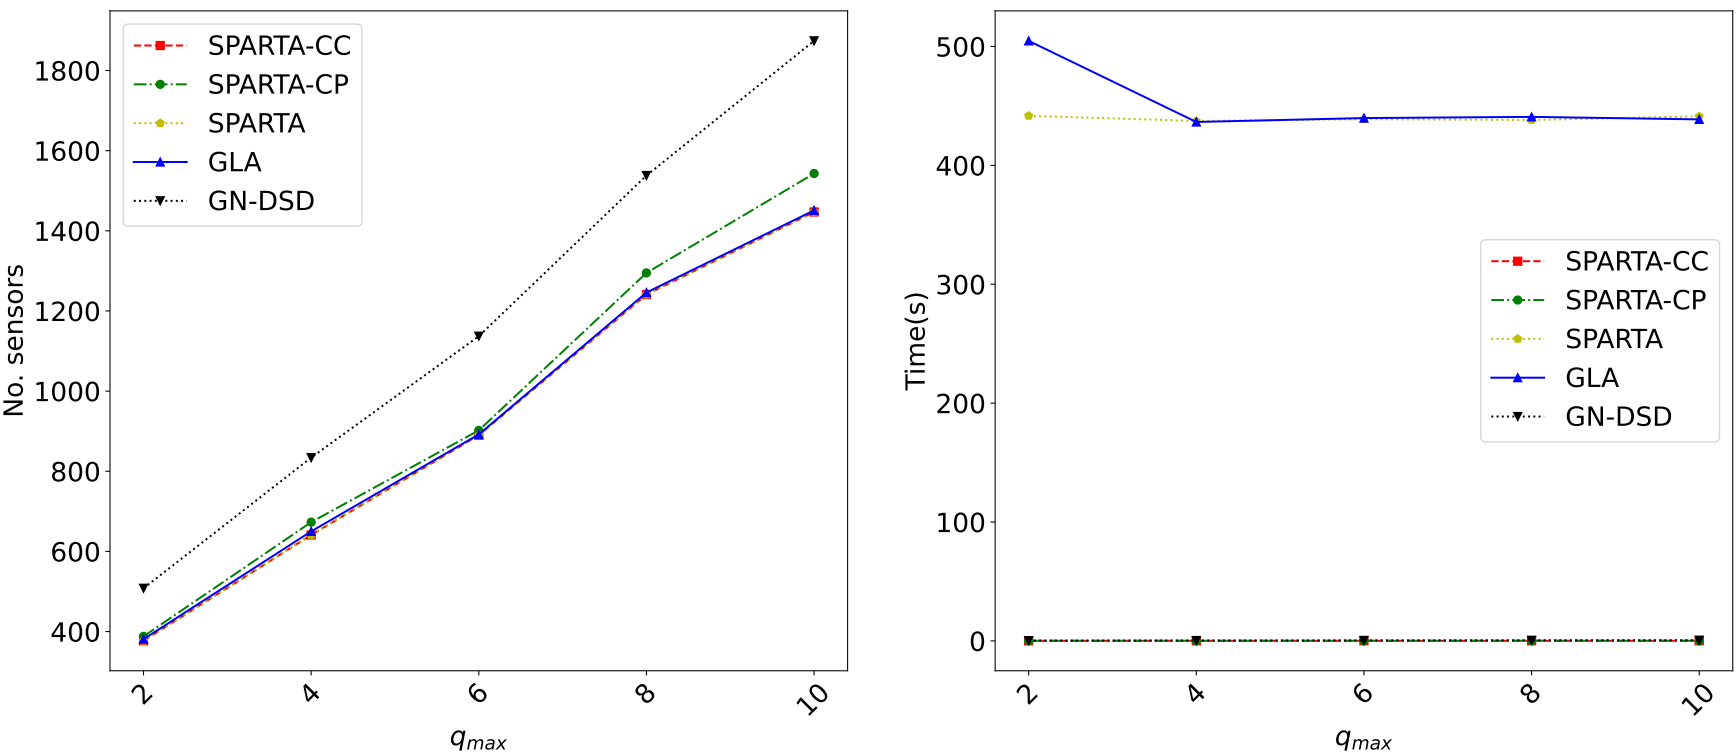 No. sensors
1800
1600
1400
1200
1000
800
600
400
SPARTA-CC
SPARTA-CP
SPARTA
GLA
GN-DSD
2
4
6
8
10
q_max
Time(s)
500
400
300
200
100
0
SPARTA-CC
SPARTA-CP
SPARTA
GLA
GN-DSD
2
4
6
8
10
q_max